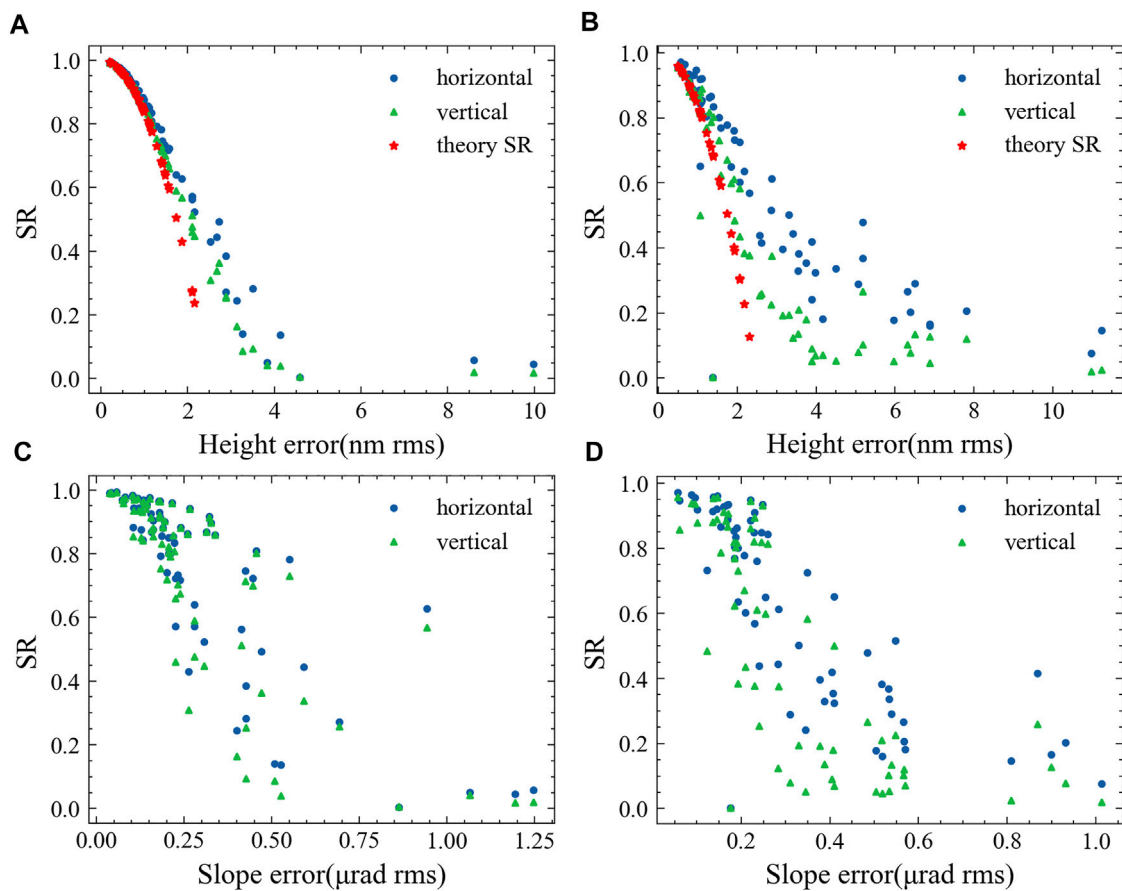 A
1.0
0.8
0.6
0.4
0.2
0.0
SR
horizontal
vertical
theory SR
0 2 4 6 8 10
Height error(nm rms)
B
1.0
0.8
0.6
0.4
0.2
0.0
SR
horizontal
vertical
theory SR
0 2 4 6 8 10
Height error(nm rms)
C
1.0
0.8
0.6
0.4
0.2
0.0
SR
horizontal
vertical
0.00 0.25 0.50 0.75 1.00 1.25
Slope error(μrad rms)
D
1.0
0.8
0.6
0.4
0.2
0.0
SR
horizontal
vertical
0.2 0.4 0.6 0.8 1.0
Slope error(μrad rms)